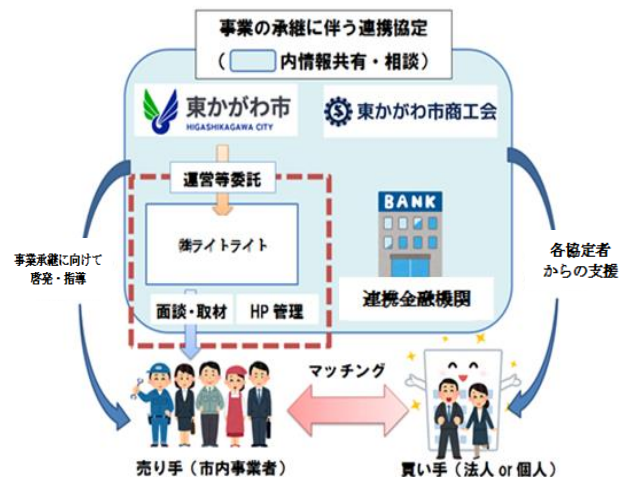 事業の承継に伴う連携協定
（　　内情報共有・相談）
東かがわ市
HIGASHIKAGAWA CITY
東かがわ市商工会
運営等委託
㈱ライトライト
BANK
事業承継に向けて
啓発・指導
各協定者
からの支援
連携金融機関
面談・取材
HP 管理
マッチング
売り手（市内事業者）
買い手（法人 or 個人）